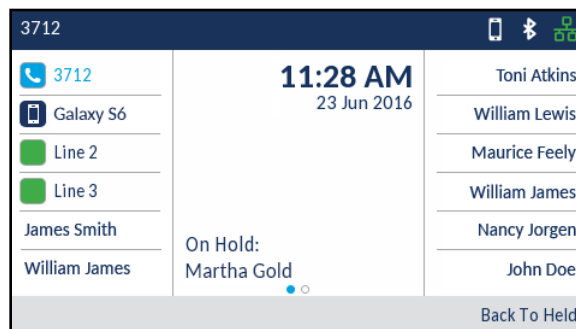 3712
3712
Galaxy S6
Line 2
Line 3
James Smith
William James
11:28 AM
23 Jun 2016
On Hold:
Martha Gold
Toni Atkins
William Lewis
Maurice Feely
William James
Nancy Jorgen
John Doe
Back To Held